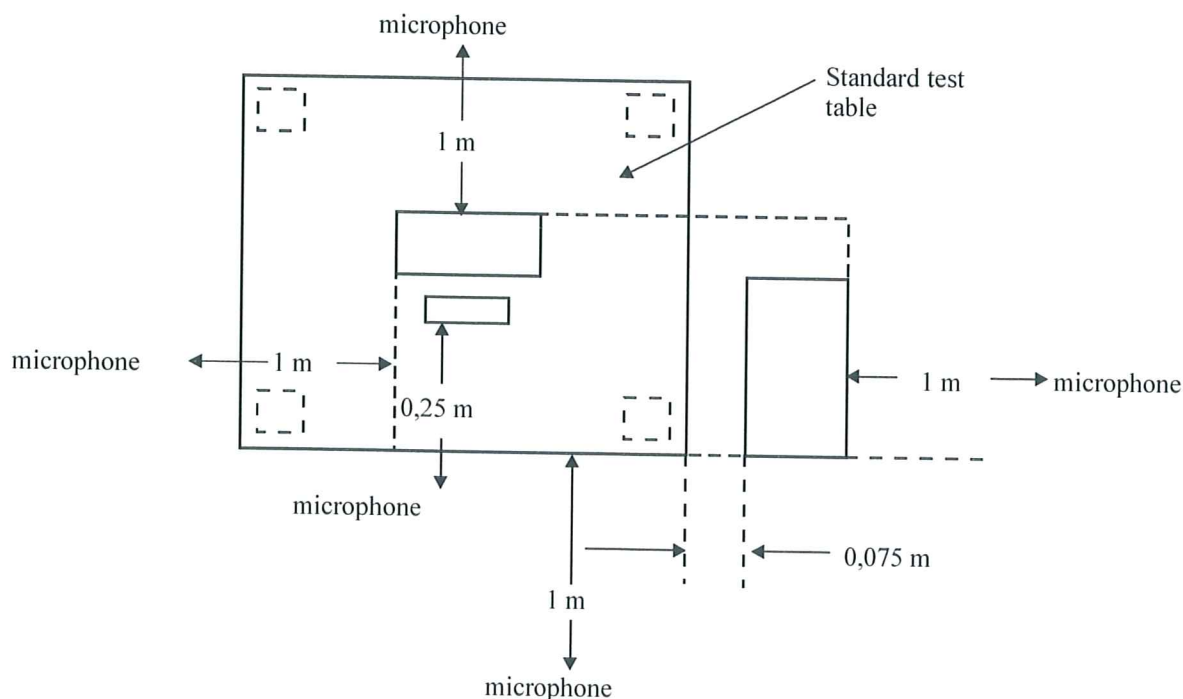 microphone
Standard test
table
1 m
microphone
1 m
1 m
microphone
0,25 m
microphone
0,075 m
1 m
microphone